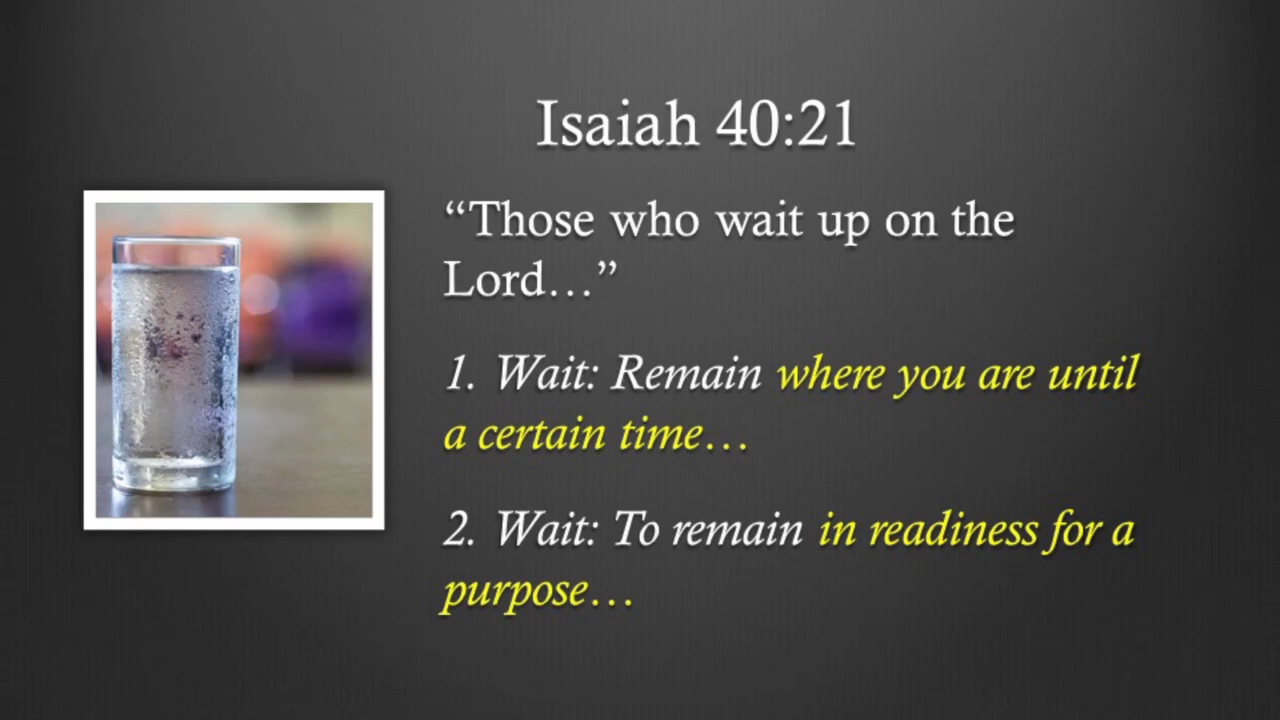 Isaiah 40:21
“Those who wait up on the
Lord…”
1. Wait: Remain where you are until
a certain time…
2. Wait: To remain in readiness for a
purpose…